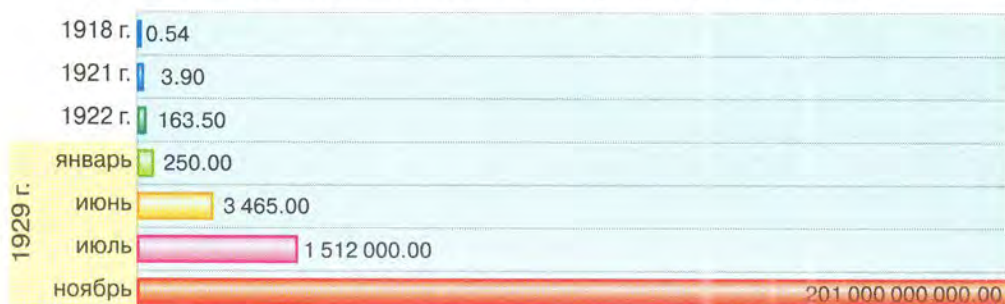 1918 г. 0.54
1921 г. 3.90
1922 г. 163.50
1929 г.
январь 250.00
июнь 3 465.00
июль 1 512 000.00
ноябрь 201 000 000 000.00